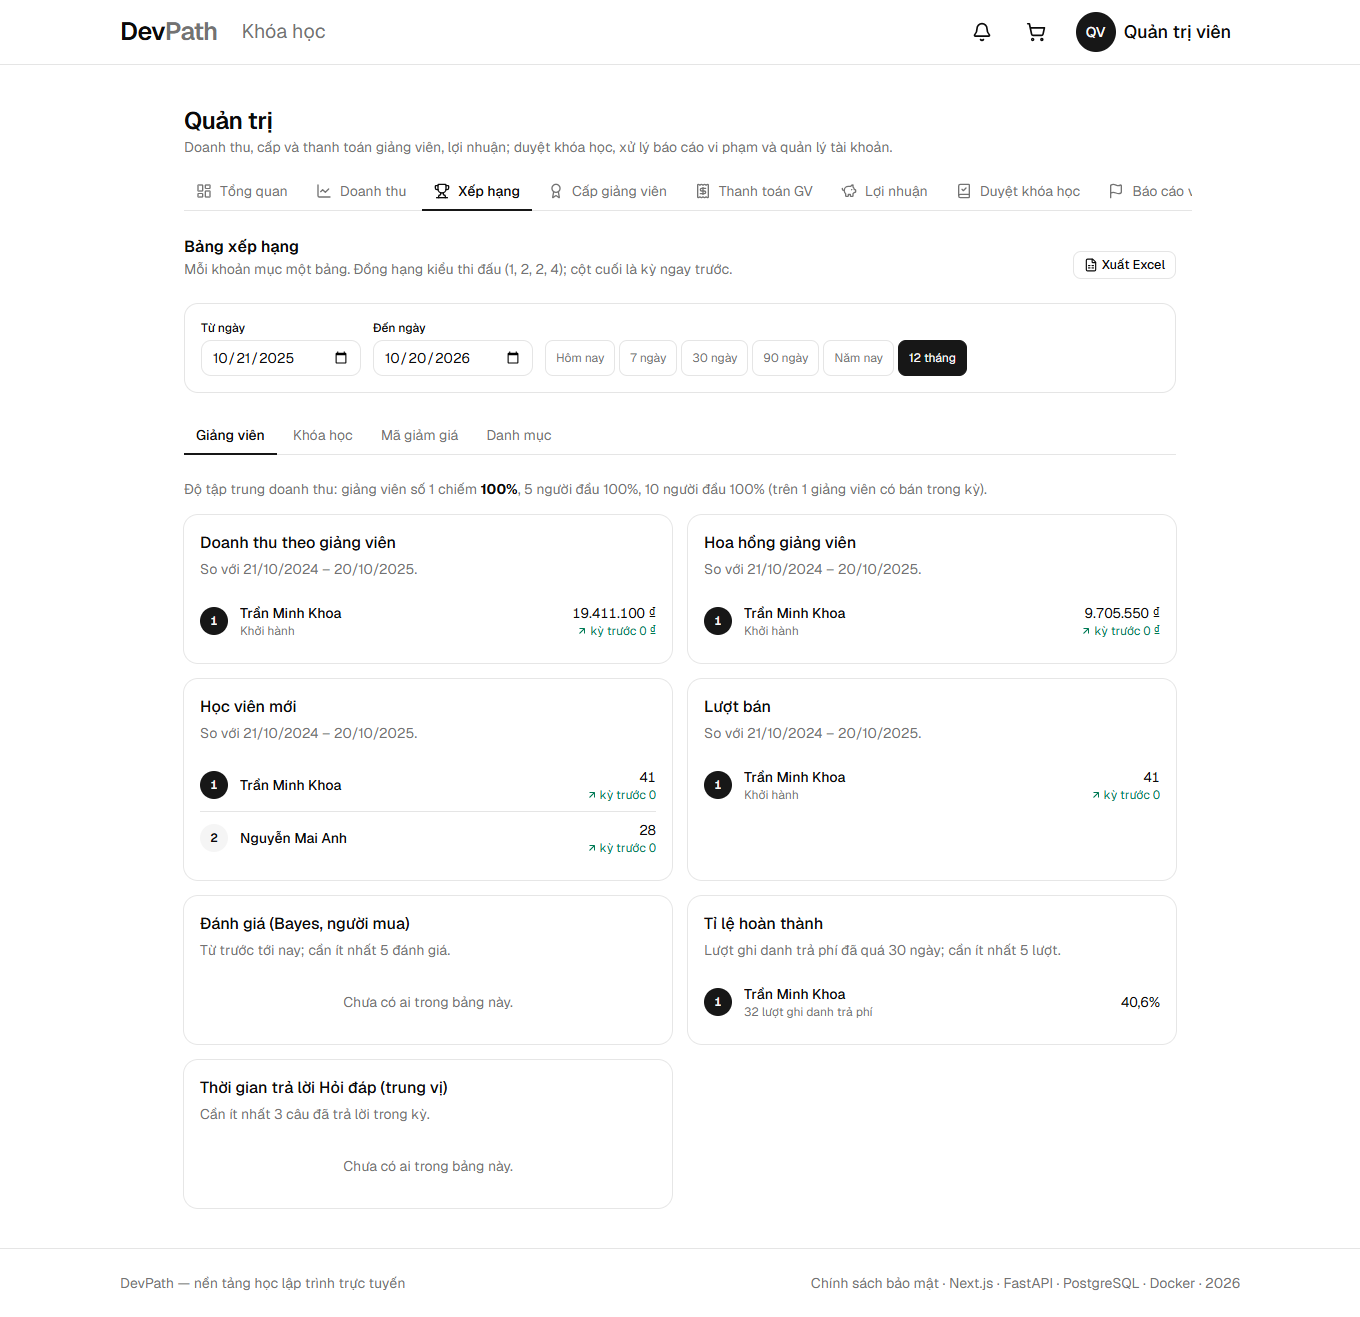 DevPath Khóa học QV Quản trị viên
Quản trị
Doanh thu, cấp và thanh toán giảng viên, lợi nhuận; duyệt khóa học, xử lý báo cáo vi phạm và quản lý tài khoản.
Tổng quan Doanh thu Xếp hạng Cấp giảng viên Thanh toán GV Lợi nhuận Duyệt khóa học Báo cáo
Bảng xếp hạng
Mỗi khoản mục một bảng. Đồng hạng kiểu thi đấu (1, 2, 2, 4); cột cuối là kỳ ngay trước.
Xuất Excel
Từ ngày Đến ngày
10/21/2025 10/20/2026 Hôm nay 7 ngày 30 ngày 90 ngày Năm nay 12 tháng
Giảng viên Khóa học Mã giảm giá Danh mục
Độ tập trung doanh thu: giảng viên số 1 chiếm 100%, 5 người đầu 100%, 10 người đầu 100% (trên 1 giảng viên có bán trong kỳ).
Doanh thu theo giảng viên
So với 21/10/2024 – 20/10/2025.
1 Trần Minh Khoa 19.411.100 ₫
Khởi hành kỳ trước 0 ₫
Hoa hồng giảng viên
So với 21/10/2024 – 20/10/2025.
1 Trần Minh Khoa 9.705.550 ₫
Khởi hành kỳ trước 0 ₫
Học viên mới
So với 21/10/2024 – 20/10/2025.
1 Trần Minh Khoa 41
kỳ trước 0
2 Nguyễn Mai Anh 28
kỳ trước 0
Lượt bán
So với 21/10/2024 – 20/10/2025.
1 Trần Minh Khoa 41
Khởi hành kỳ trước 0
Đánh giá (Bayes, người mua)
Từ trước tới nay; cần ít nhất 5 đánh giá.
Chưa có ai trong bảng này.
Tỉ lệ hoàn thành
Lượt ghi danh trả phí đã quá 30 ngày; cần ít nhất 5 lượt.
1 Trần Minh Khoa 40,6%
32 lượt ghi danh trả phí
Thời gian trả lời Hỏi đáp (trung vị)
Cần ít nhất 3 câu đã trả lời trong kỳ.
Chưa có ai trong bảng này.
DevPath — nền tảng học lập trình trực tuyến
Chính sách bảo mật · Next.js · FastAPI · PostgreSQL · Docker · 2026